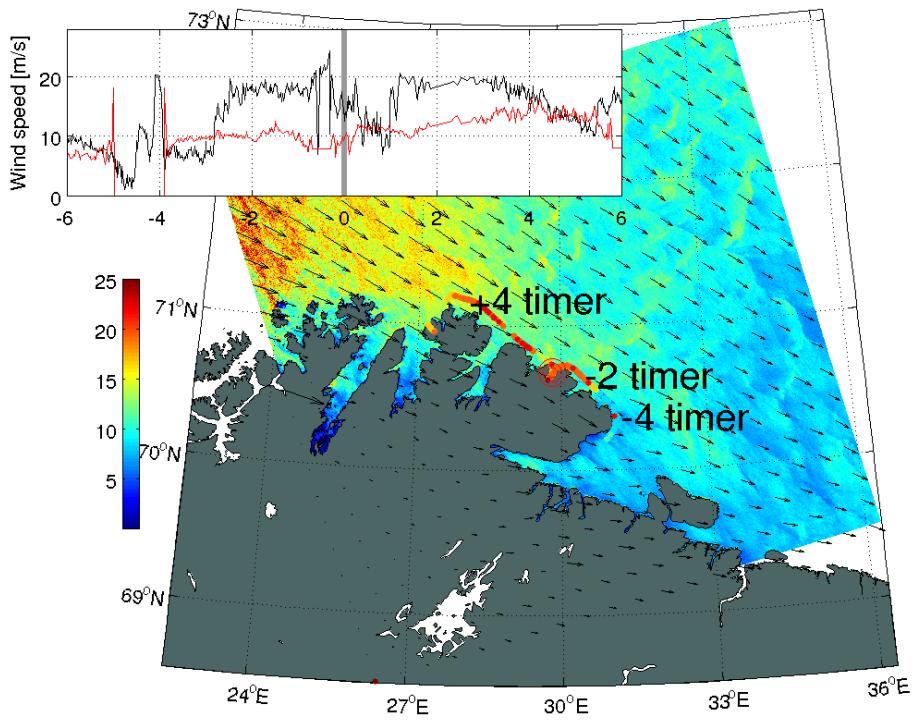 73°N
Wind speed [m/s]
20
10
0
-6 -4 -2 0 2 4 6
25
20
15
10
5
71°N
70°N
69°N
+4 timer
-2 timer
-4 timer
24°E 27°E 30°E 33°E 36°E